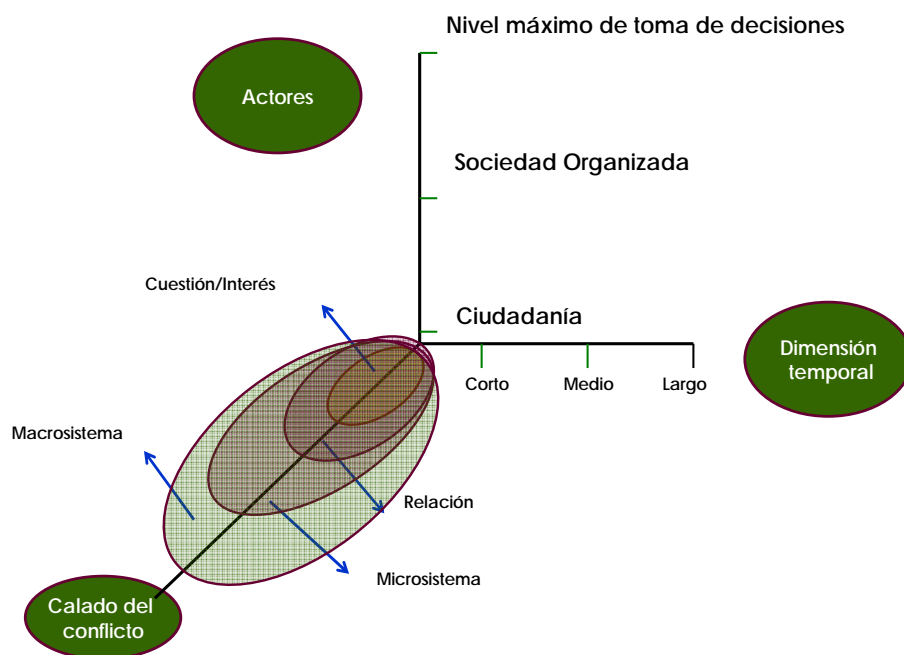 Nivel máximo de toma de decisiones
Actores
Sociedad Organizada
Cuestión/Interés
Ciudadanía
Dimensión
temporal
Corto
Medio
Largo
Macrosistema
Relación
Microsistema
Calado del
conflicto